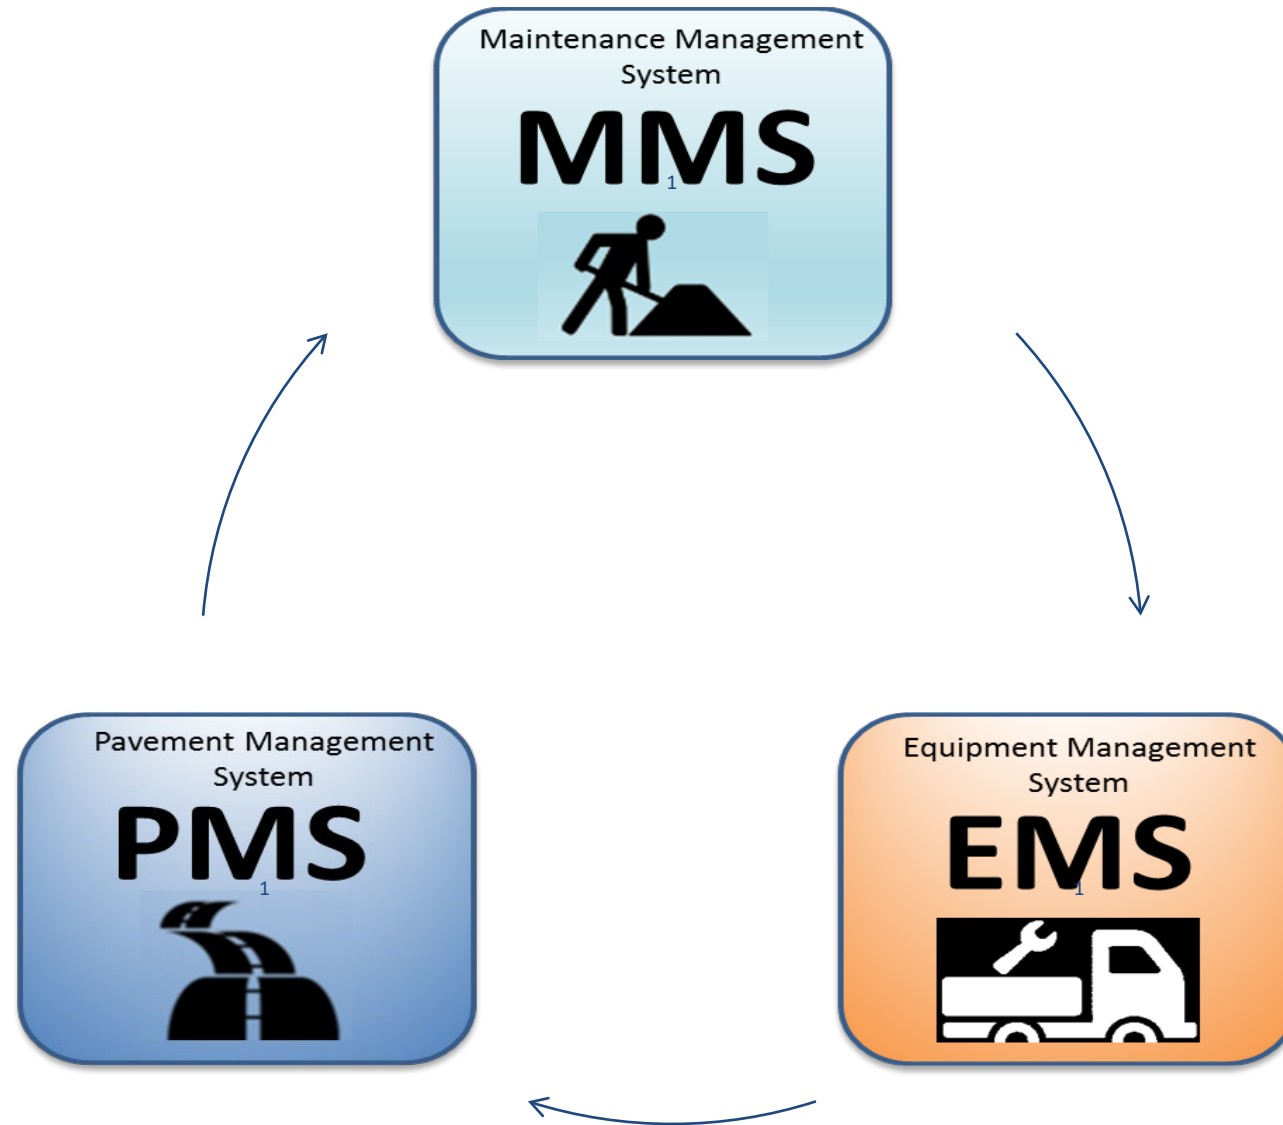 Maintenance Management
System
MMS
1
Pavement Management
System
PMS
1
Equipment Management
System
EMS
1